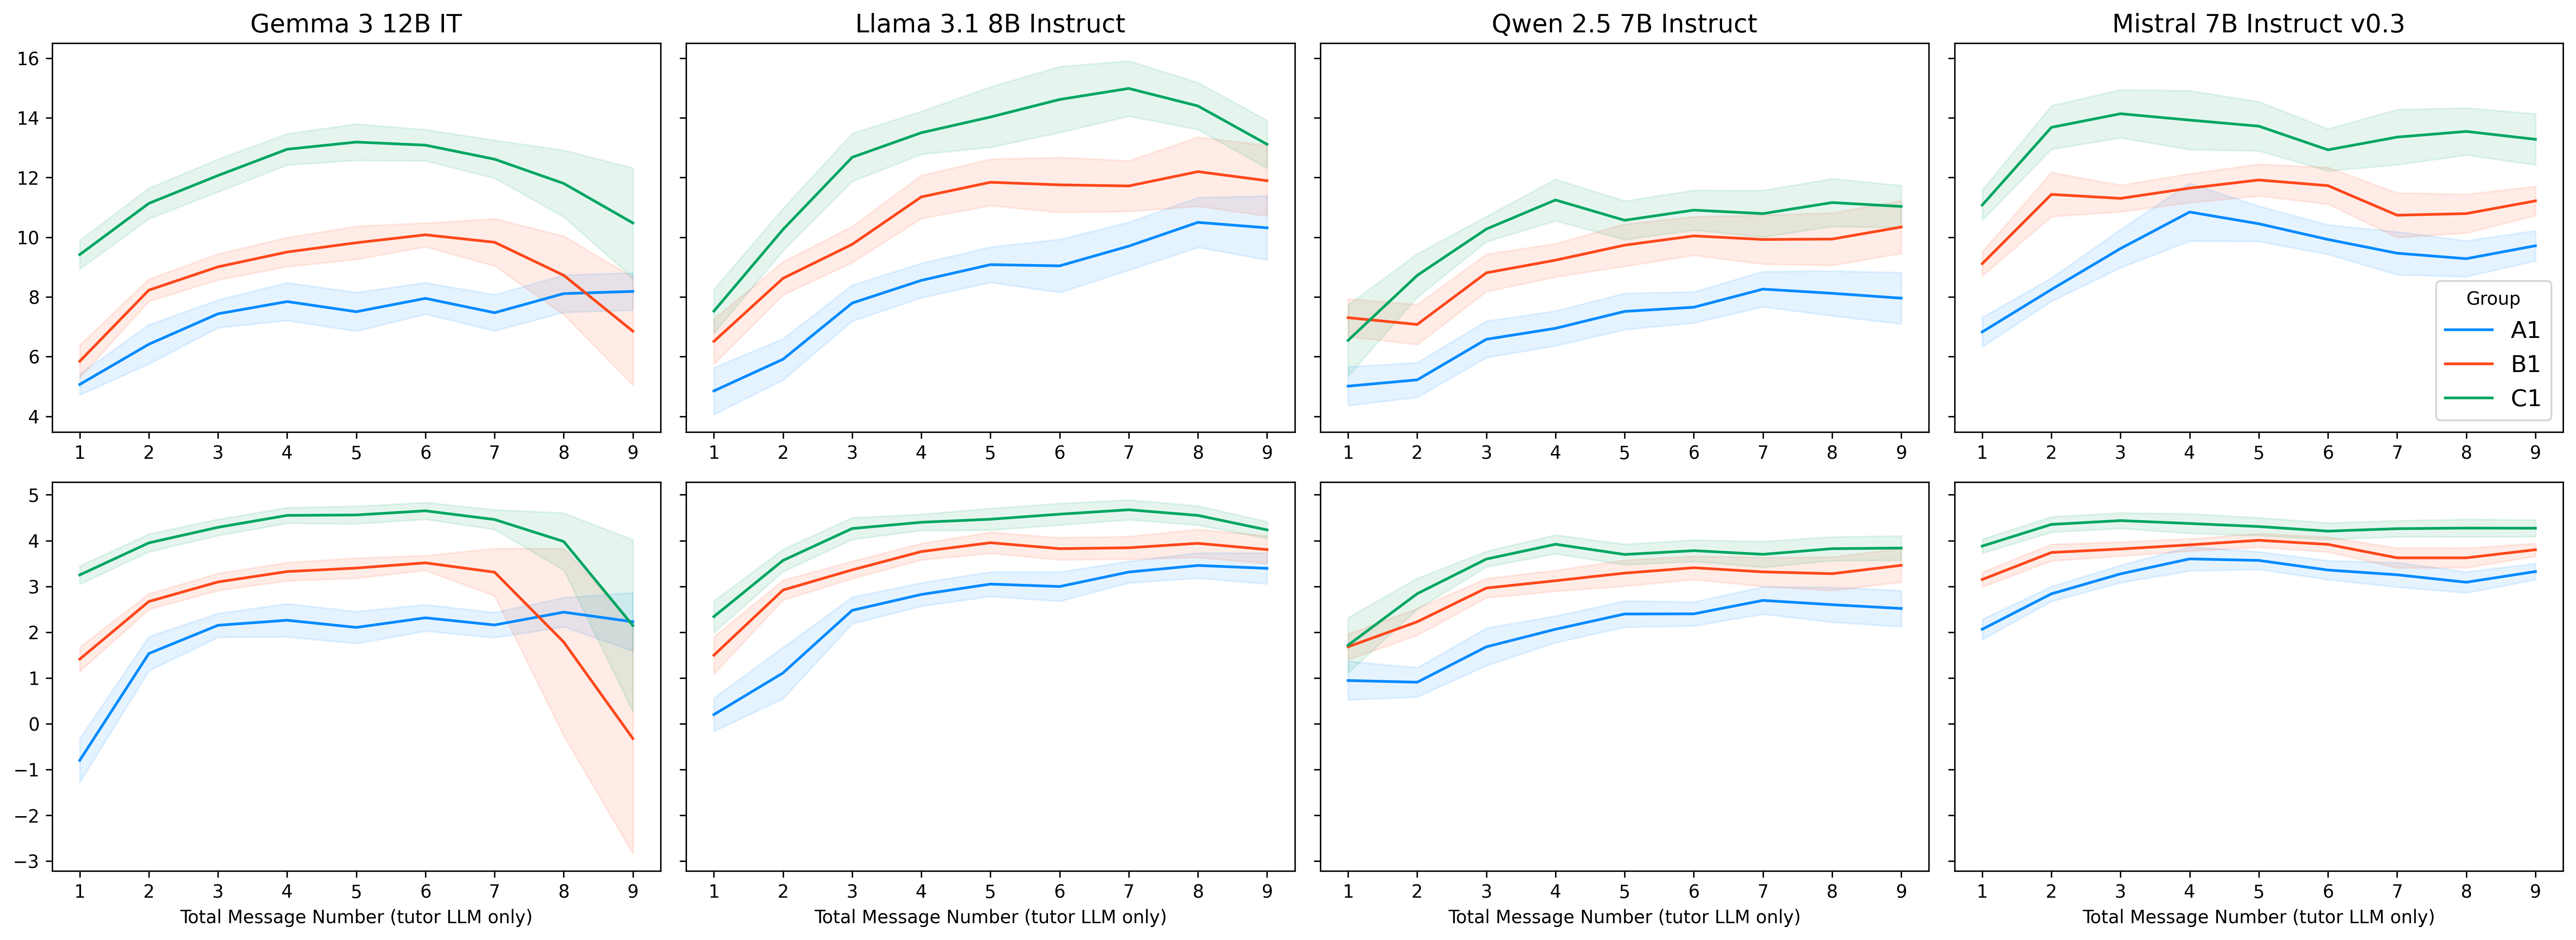 Gemma 3 12B IT
Llama 3.1 8B Instruct
Qwen 2.5 7B Instruct
Mistral 7B Instruct v0.3
16
14
12
10
8
6
4
1 2 3 4 5 6 7 8 9
1 2 3 4 5 6 7 8 9
1 2 3 4 5 6 7 8 9
1 2 3 4 5 6 7 8 9
Group
A1
B1
C1
5
4
3
2
1
0
−1
−2
−3
1 2 3 4 5 6 7 8 9
1 2 3 4 5 6 7 8 9
1 2 3 4 5 6 7 8 9
1 2 3 4 5 6 7 8 9
Total Message Number (tutor LLM only)
Total Message Number (tutor LLM only)
Total Message Number (tutor LLM only)
Total Message Number (tutor LLM only)